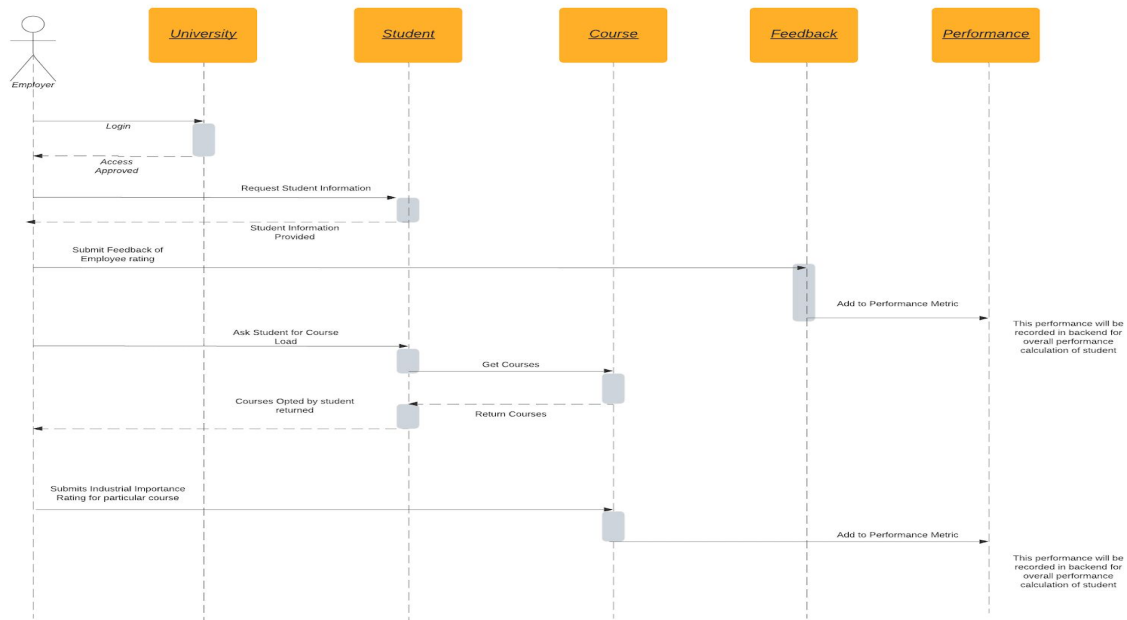 University
Student
Course
Feedback
Performance
Employer
Login
Access
Approved
Request Student Information
Student Information
Provided
Submit Feedback of
Employee rating
Add to Performance Metric
This performance will be
recorded in backend for
overall performance
calculation of student
Ask Student for Course
Load
Get Courses
Courses Opted by student
returned
Return Courses
Submits Industrial Importance
Rating for particular course
Add to Performance Metric
This performance will be
recorded in backend for
overall performance
calculation of student